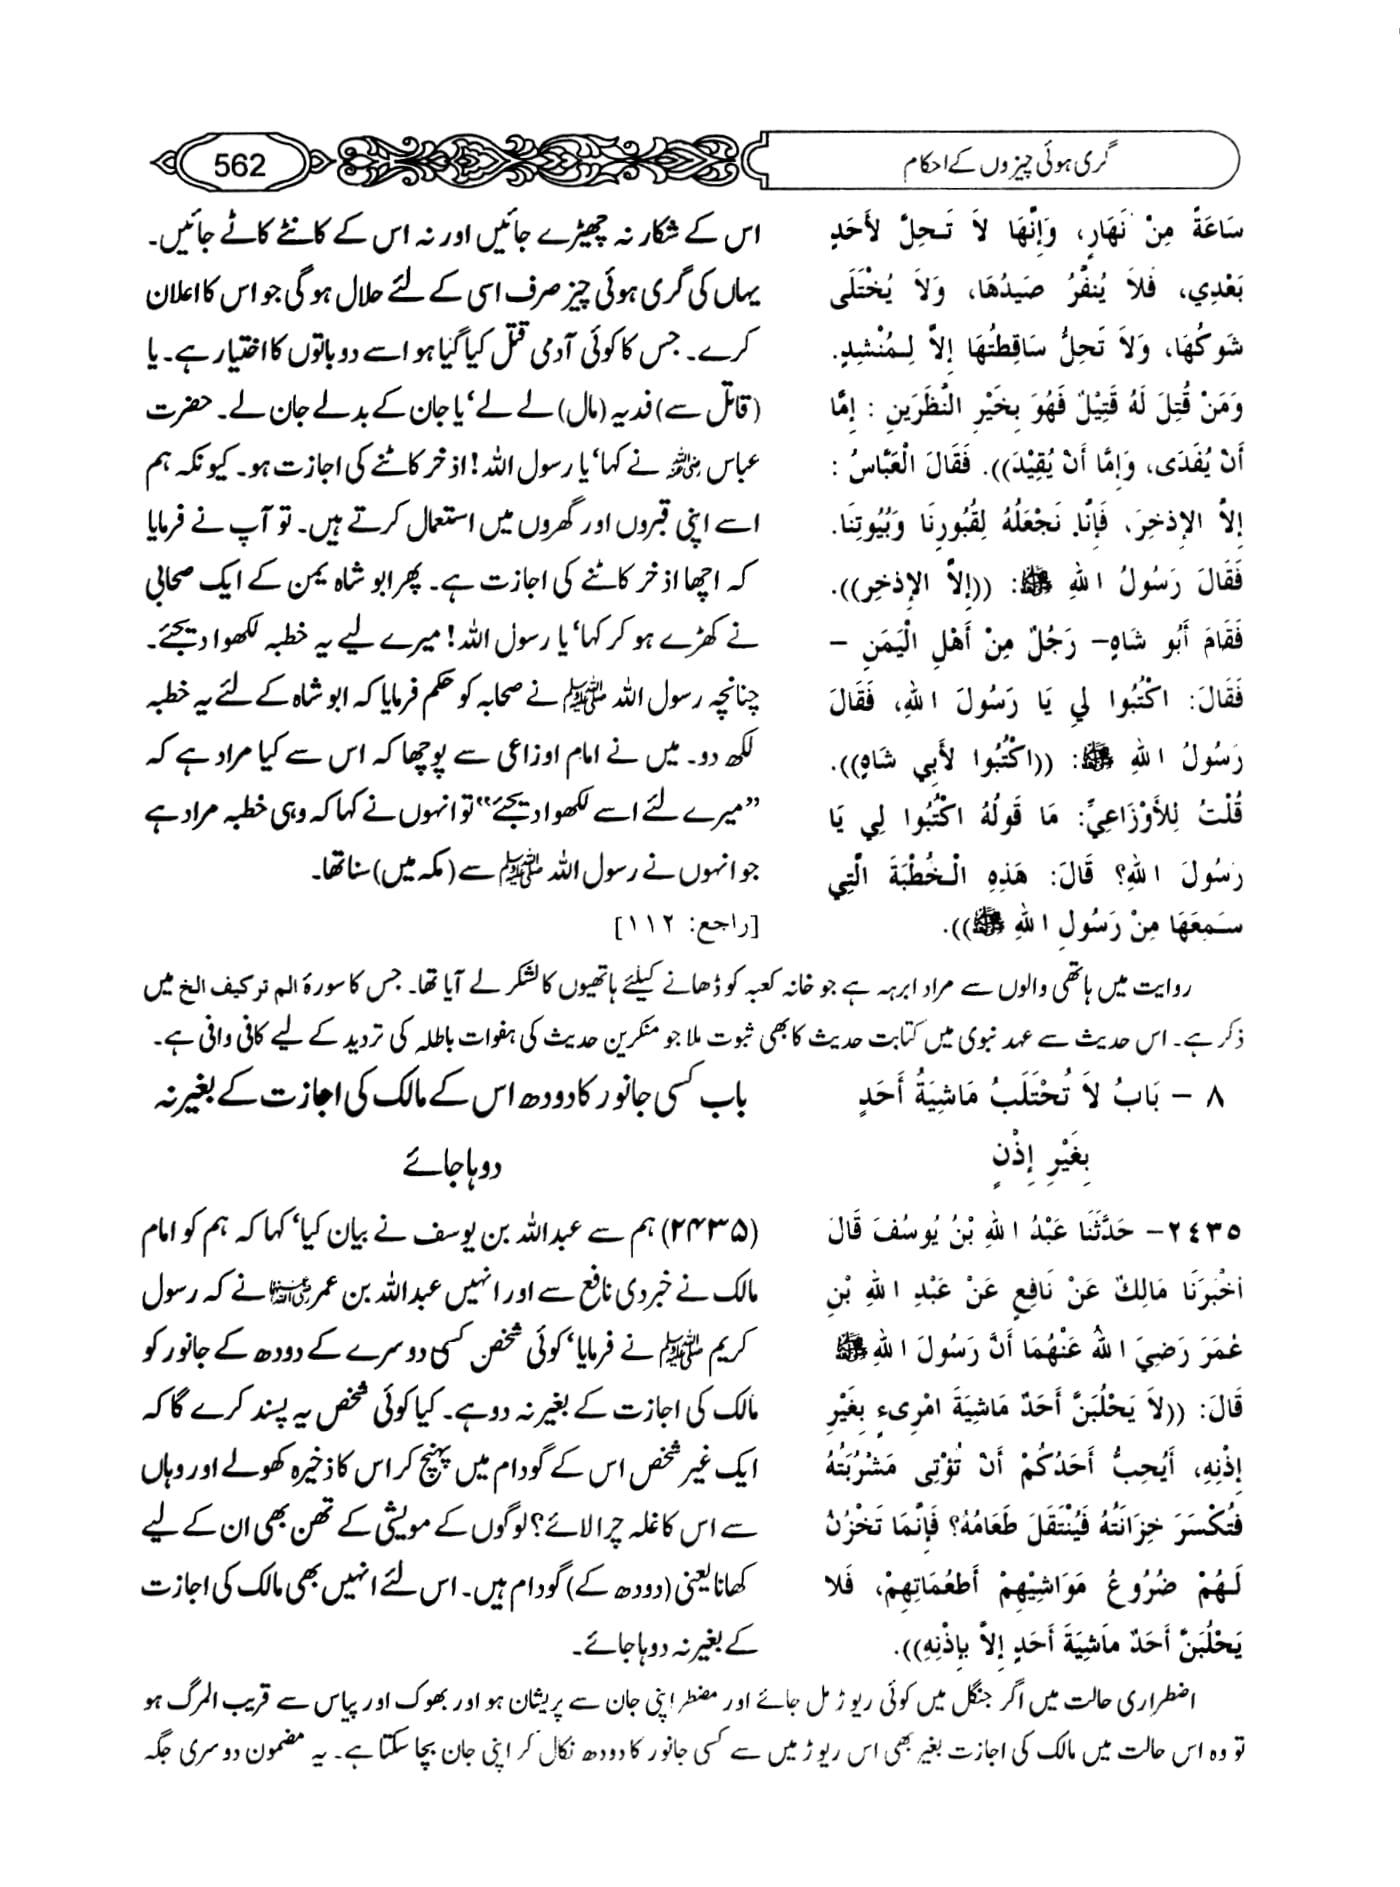 گری ہوئی چیزوں کے احکام
562
سَاعَةً مِنْ نَهَارٍ، وَإِنَّهَا لاَ تَحِلُّ لأَحَدٍ
بَعْدِي، فَلاَ يُنَفَّرُ صَيدُهَا، وَلاَ يُخْتَلَى
شَوكُهَا، وَلاَ تَحِلُّ سَاقِطَتُهَا إِلاَّ لِمُنْشِدٍ.
وَمَنْ قُتِلَ لَهُ قَتِيْلٌ فَهُوَ بِخَيْرِ النَّظَرَينِ : إِمَّا
أَنْ يُفْدَى، وَإِمَّا أَنْ يُقِيْدَ)). فَقَالَ الْعَبَّاسُ :
إِلاَّ الإِذخِرَ، فَإِنَّا نَجْعَلُهُ لِقُبُورِنَا وَبُيُوتِنَا.
فَقَالَ رَسُولُ اللهِ ﷺ: ((إِلاَّ الإِذخِر)).
فَقَامَ أَبُو شَاهٍ– رَجُلٌ مِنْ أَهْلِ الْيَمَنِ –
فَقَالَ: اكْتُبُوا لِي يَا رَسُولَ اللهِ، فَقَالَ
رَسُولُ اللهِ ﷺ: ((اكْتُبُوا لأَبِي شَاهٍ)).
قُلْتُ لِلأَوْزَاعِيِّ: مَا قَولُهُ اكْتُبُوا لِي يَا
رَسُولَ اللهِ؟ قَالَ: هَذِهِ الْخُطْبَةَ الَّتِي
سَمِعَهَا مِنْ رَسُولِ اللهِ ﷺ)).
اس کے شکار نہ چھیڑے جائیں اور نہ اس کے کانٹے کاٹے جائیں۔
یہاں کی گری ہوئی چیز صرف اسی کے لئے حلال ہوگی جو اس کا اعلان
کرے۔ جس کا کوئی آدمی قتل کیا گیا ہو اسے دو باتوں کا اختیار ہے۔ یا
(قاتل سے) فدیہ (مال) لے لے‘ یا جان کے بدلے جان لے۔ حضرت
عباس رضی اللہ عنہ نے کہا‘ یا رسول اللہ! اذخر کاٹنے کی اجازت ہو۔ کیونکہ ہم
اسے اپنی قبروں اور گھروں میں استعمال کرتے ہیں۔ تو آپ نے فرمایا
کہ اچھا اذخر کاٹنے کی اجازت ہے۔ پھر ابو شاہ یمن کے ایک صحابی
نے کھڑے ہو کر کہا‘ یا رسول اللہ! میرے لیے یہ خطبہ لکھوا دیجئے۔
چنانچہ رسول اللہ ﷺ نے صحابہ کو حکم فرمایا کہ ابو شاہ کے لئے یہ خطبہ
لکھ دو۔ میں نے امام اوزاعی سے پوچھا کہ اس سے کیا مراد ہے کہ
”میرے لئے اسے لکھوا دیجئے“ تو انہوں نے کہا کہ وہی خطبہ مراد ہے
جو انہوں نے رسول اللہ ﷺ سے (مکہ میں) سنا تھا۔
[راجع: ١١٢]
روایت میں ہاتھی والوں سے مراد ابرہہ ہے جو خانہ کعبہ کو ڈھانے کیلئے ہاتھیوں کا لشکر لے آیا تھا۔ جس کا سورۂ الم ترکیف الخ میں
ذکر ہے۔ اس حدیث سے عہد نبوی میں کتابت حدیث کا بھی ثبوت ملا جو منکرین حدیث کی ہفوات باطلہ کی تردید کے لیے کافی وافی ہے۔
٨ – بَابُ لاَ تُحْتَلَبُ مَاشِيَةُ أَحَدٍ
بِغَيْرِ إِذْنٍ
باب کسی جانور کا دودھ اس کے مالک کی اجازت کے بغیر نہ
دوہا جائے
٢٤٣٥– حَدَّثَنَا عَبْدُ اللهِ بْنُ يُوسُفَ قَالَ
أَخْبَرَنَا مَالِكٌ عَنْ نَافِعٍ عَنْ عَبْدِ اللهِ بْنِ
عُمَرَ رَضِيَ اللهُ عَنْهُمَا أَنَّ رَسُولَ اللهِ ﷺ
قَالَ: ((لاَ يَحْلُبَنَّ أَحَدٌ مَاشِيَةَ امْرِىءٍ بِغَيْرِ
إِذْنِهِ، أَيُحِبُّ أَحَدُكُمْ أَنْ تُؤْتَى مَشْرُبَتُهُ
فَتُكْسَرَ خِزَانَتُهُ فَيُنْتَقَلَ طَعَامُهُ؟ فَإِنَّمَا تَخْزُنُ
لَهُمْ ضُرُوعُ مَوَاشِيْهِمْ أَطعُمَاتِهِمْ، فَلا
يَحْلُبَنَّ أَحَدٌ مَاشِيَةَ أَحَدٍ إِلاَّ بِإِذْنِهِ)).
(۲۴۳۵) ہم سے عبداللہ بن یوسف نے بیان کیا‘ کہا کہ ہم کو امام
مالک نے خبر دی نافع سے اور انہیں عبداللہ بن عمر رضی اللہ عنہما نے کہ رسول
کریم ﷺ نے فرمایا‘ کوئی شخص کسی دوسرے کے دودھ کے جانور کو
مالک کی اجازت کے بغیر نہ دوہے۔ کیا کوئی شخص یہ پسند کرے گا کہ
ایک غیر شخص اس کے گودام میں پہنچ کر اس کا ذخیرہ کھولے اور وہاں
سے اس کا غلہ چرا لائے؟ لوگوں کے مویشی کے تھن بھی ان کے لیے
کھانا یعنی (دودھ کے) گودام ہیں۔ اس لئے انہیں بھی مالک کی اجازت
کے بغیر نہ دوہا جائے۔
اضطراری حالت میں اگر جنگل میں کوئی ریوڑ مل جائے اور مضطر اپنی جان سے پریشان ہو اور بھوک اور پیاس سے قریب المرگ ہو
تو وہ اس حالت میں مالک کی اجازت بغیر بھی اس ریوڑ میں سے کسی جانور کا دودھ نکال کر اپنی جان بچا سکتا ہے۔ یہ مضمون دوسری جگہ